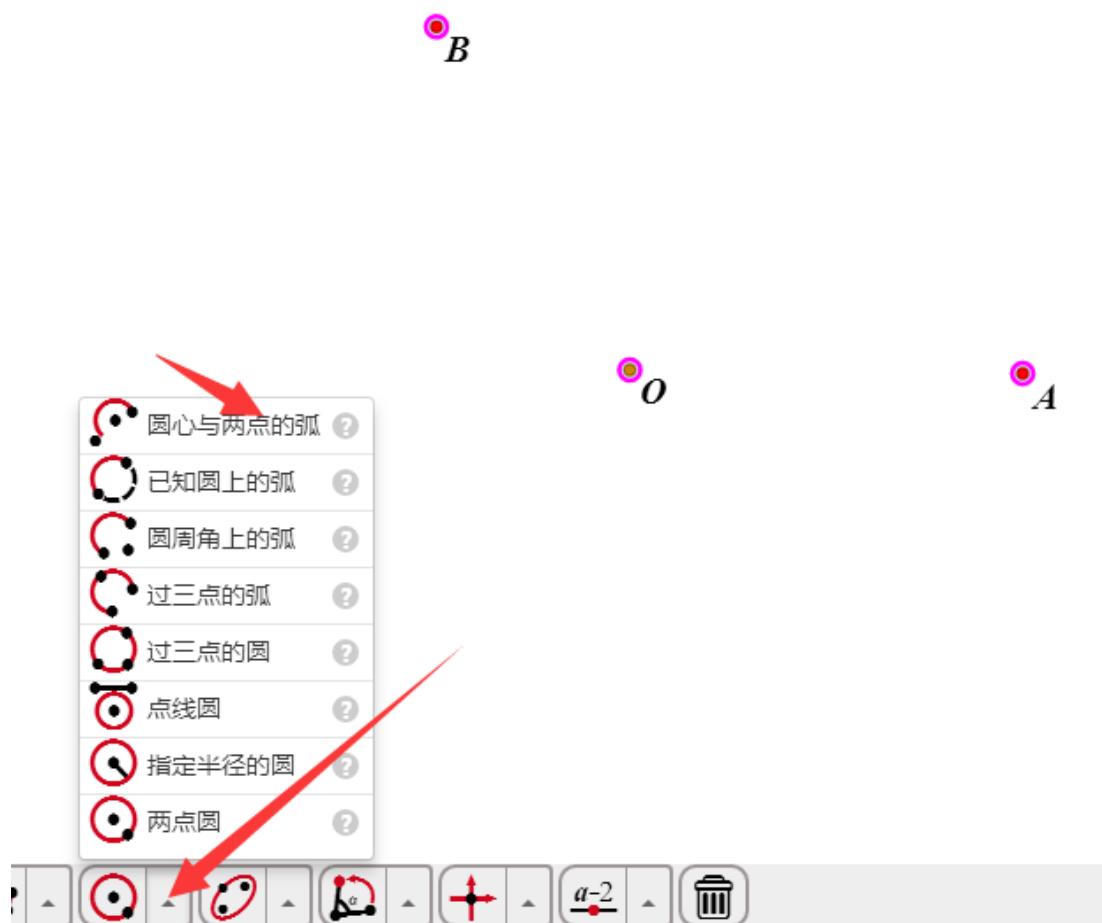 B
O
A
圆心与两点的弧 ?
已知圆上的弧 ?
圆周角上的弧 ?
过三点的弧 ?
过三点的圆 ?
点线圆 ?
指定半径的圆 ?
两点圆 ?
α
a-2